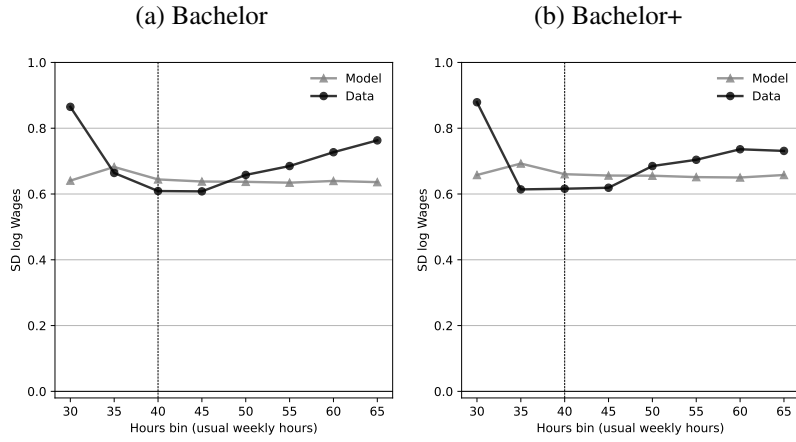 (a) Bachelor
1.0
0.8
0.6
0.4
0.2
0.0
SD log Wages
Model
Data
30 35 40 45 50 55 60 65
Hours bin (usual weekly hours)
(b) Bachelor+
1.0
0.8
0.6
0.4
0.2
0.0
SD log Wages
Model
Data
30 35 40 45 50 55 60 65
Hours bin (usual weekly hours)